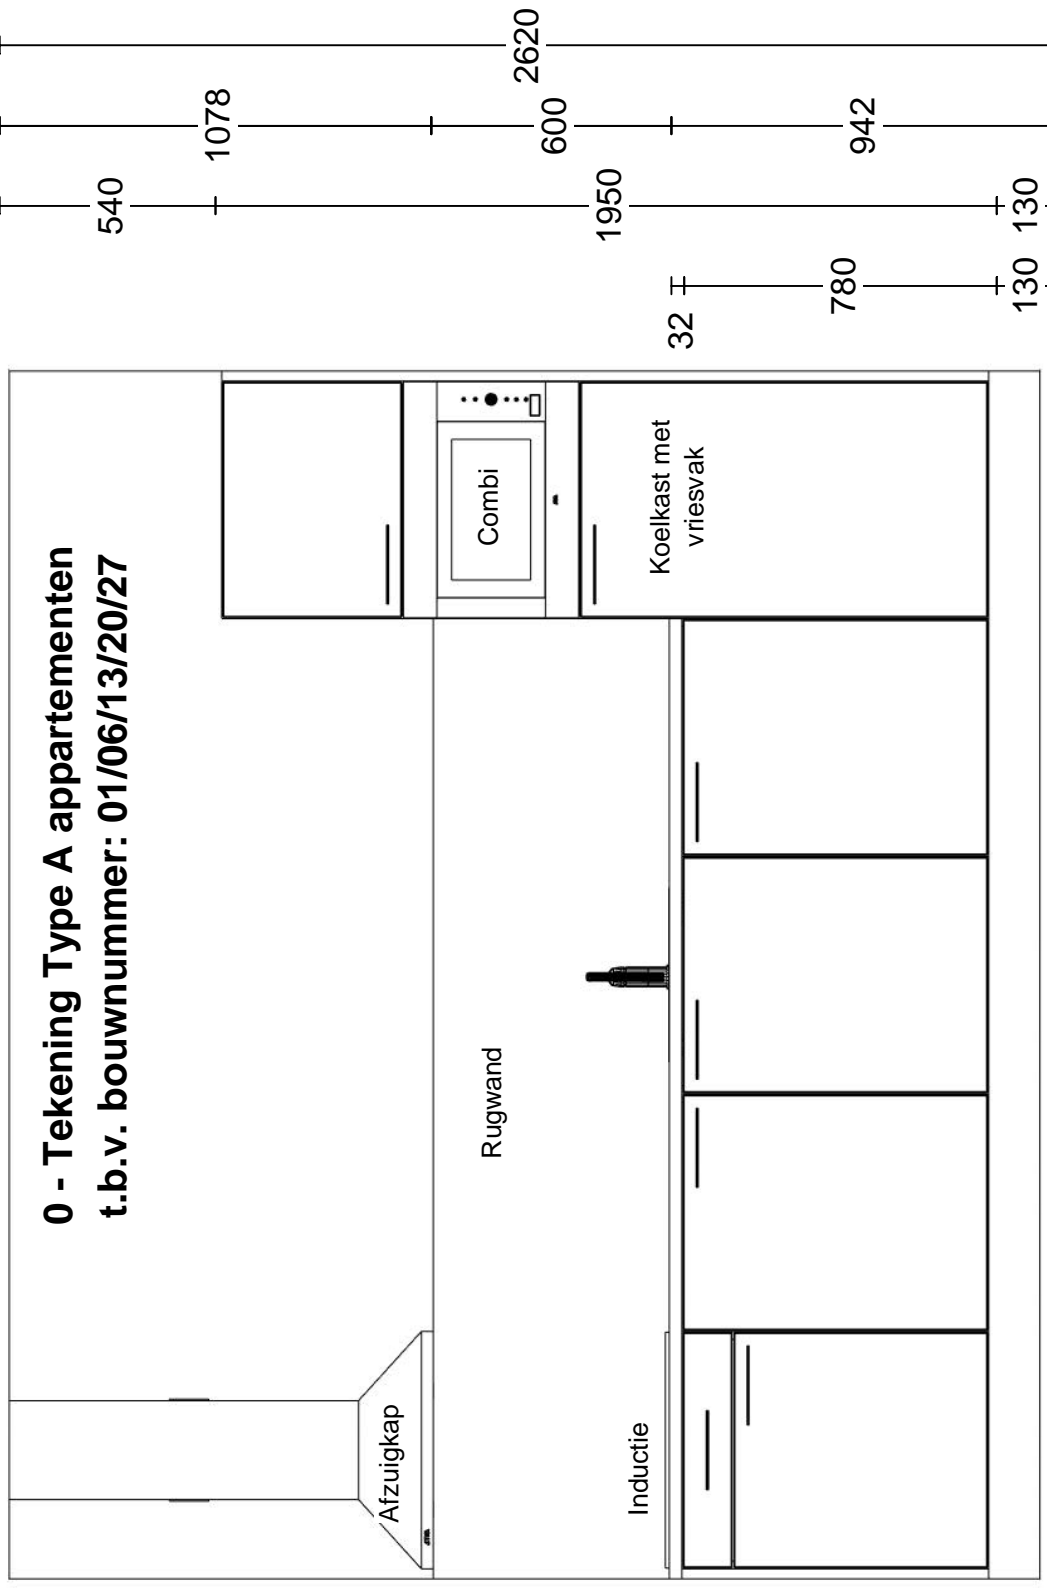 0 - Tekening Type A appartementen
t.b.v. bouwnummer: 01/06/13/20/27
Afzuigkap
Rugwand
Inductie
Combi
Koelkast met
vriesvak
32
780
130
540
1950
130
1078
600
942
2620